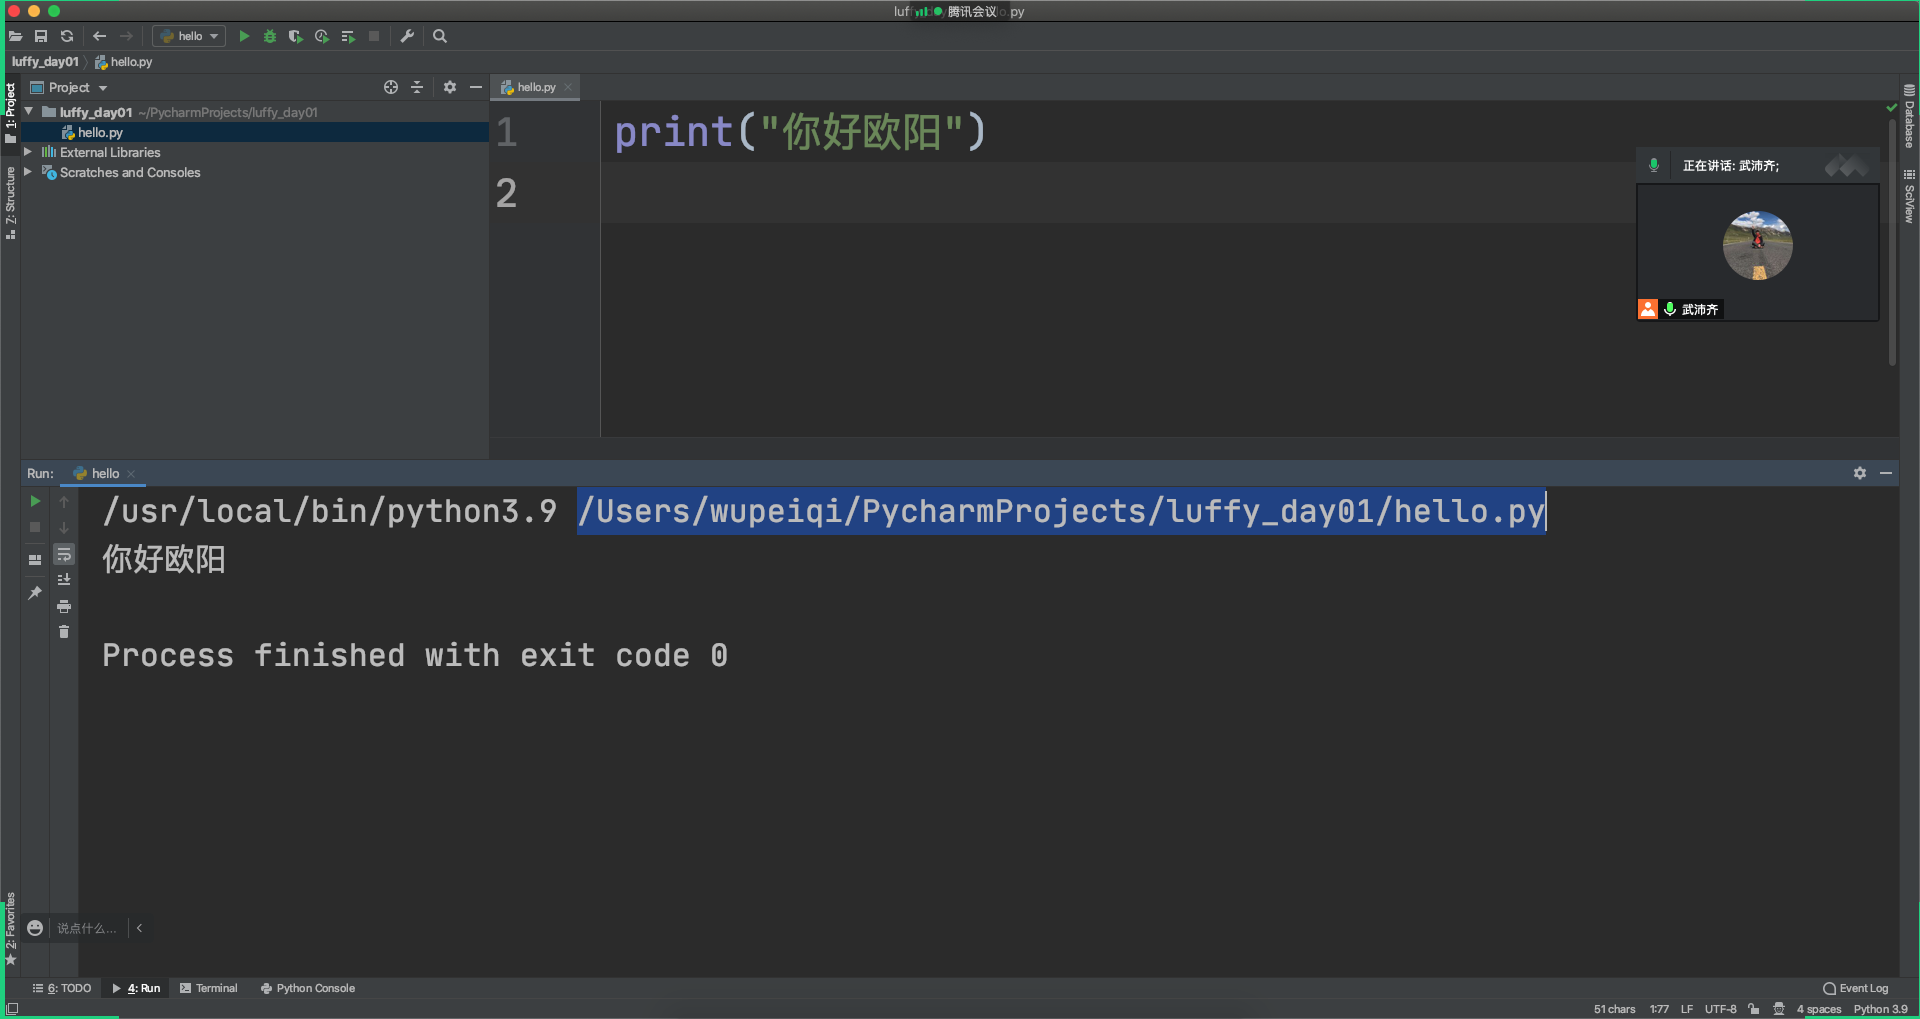 腾讯会议
.py
hello
luffy_day01
hello.py
1: Project
Project
hello.py
luffy_day01 ~/PycharmProjects/luffy_day01
hello.py
External Libraries
Scratches and Consoles
Z: Structure
1 print("你好欧阳")
2
Database
SciView
正在讲话: 武沛齐;
武沛齐
Run: hello
/usr/local/bin/python3.9 /Users/wupeiqi/PycharmProjects/luffy_day01/hello.py
你好欧阳
Process finished with exit code 0
2: Favorites
说点什么...
6: TODO 4: Run Terminal Python Console Event Log
51 chars 1:77 LF UTF-8 4 spaces Python 3.9